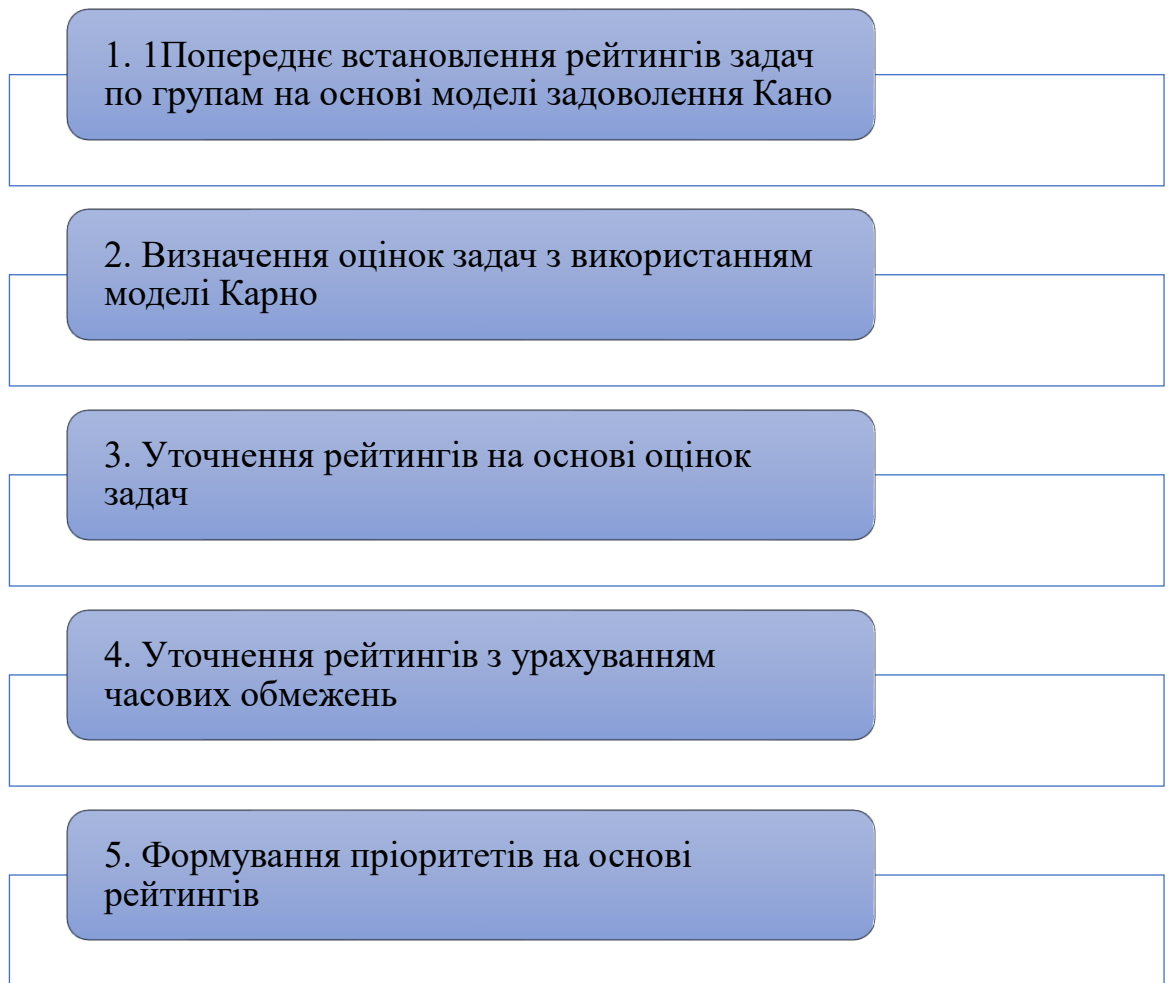 1. 1Попереднє встановлення рейтингів задач
по групам на основі моделі задоволення Кано
2. Визначення оцінок задач з використанням
моделі Карно
3. Уточнення рейтингів на основі оцінок
задач
4. Уточнення рейтингів з урахуванням
часових обмежень
5. Формування пріоритетів на основі
рейтингів